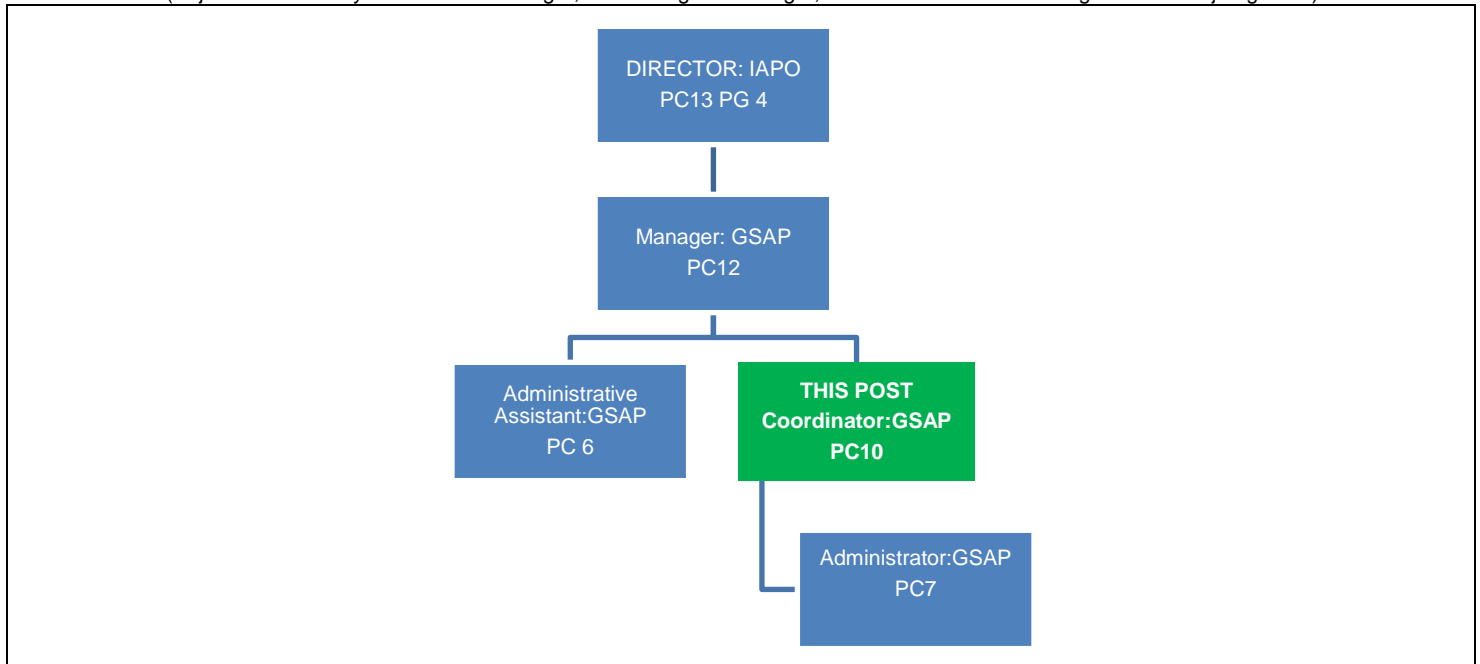 DIRECTOR: IAPO
PC13 PG 4
Manager: GSAP
PC12
Administrative
Assistant:GSAP
PC 6
THIS POST
Coordinator:GSAP
PC10
Administrator:GSAP
PC7